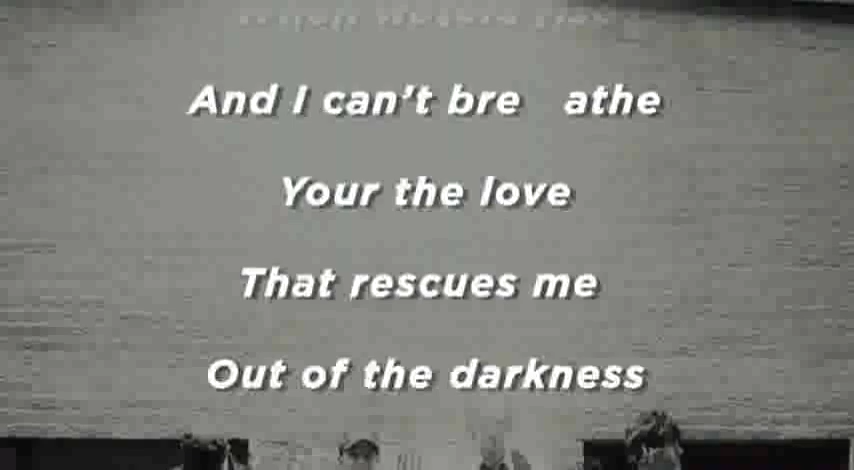 And I can't bre athe
Your the love
That rescues me
Out of the darkness